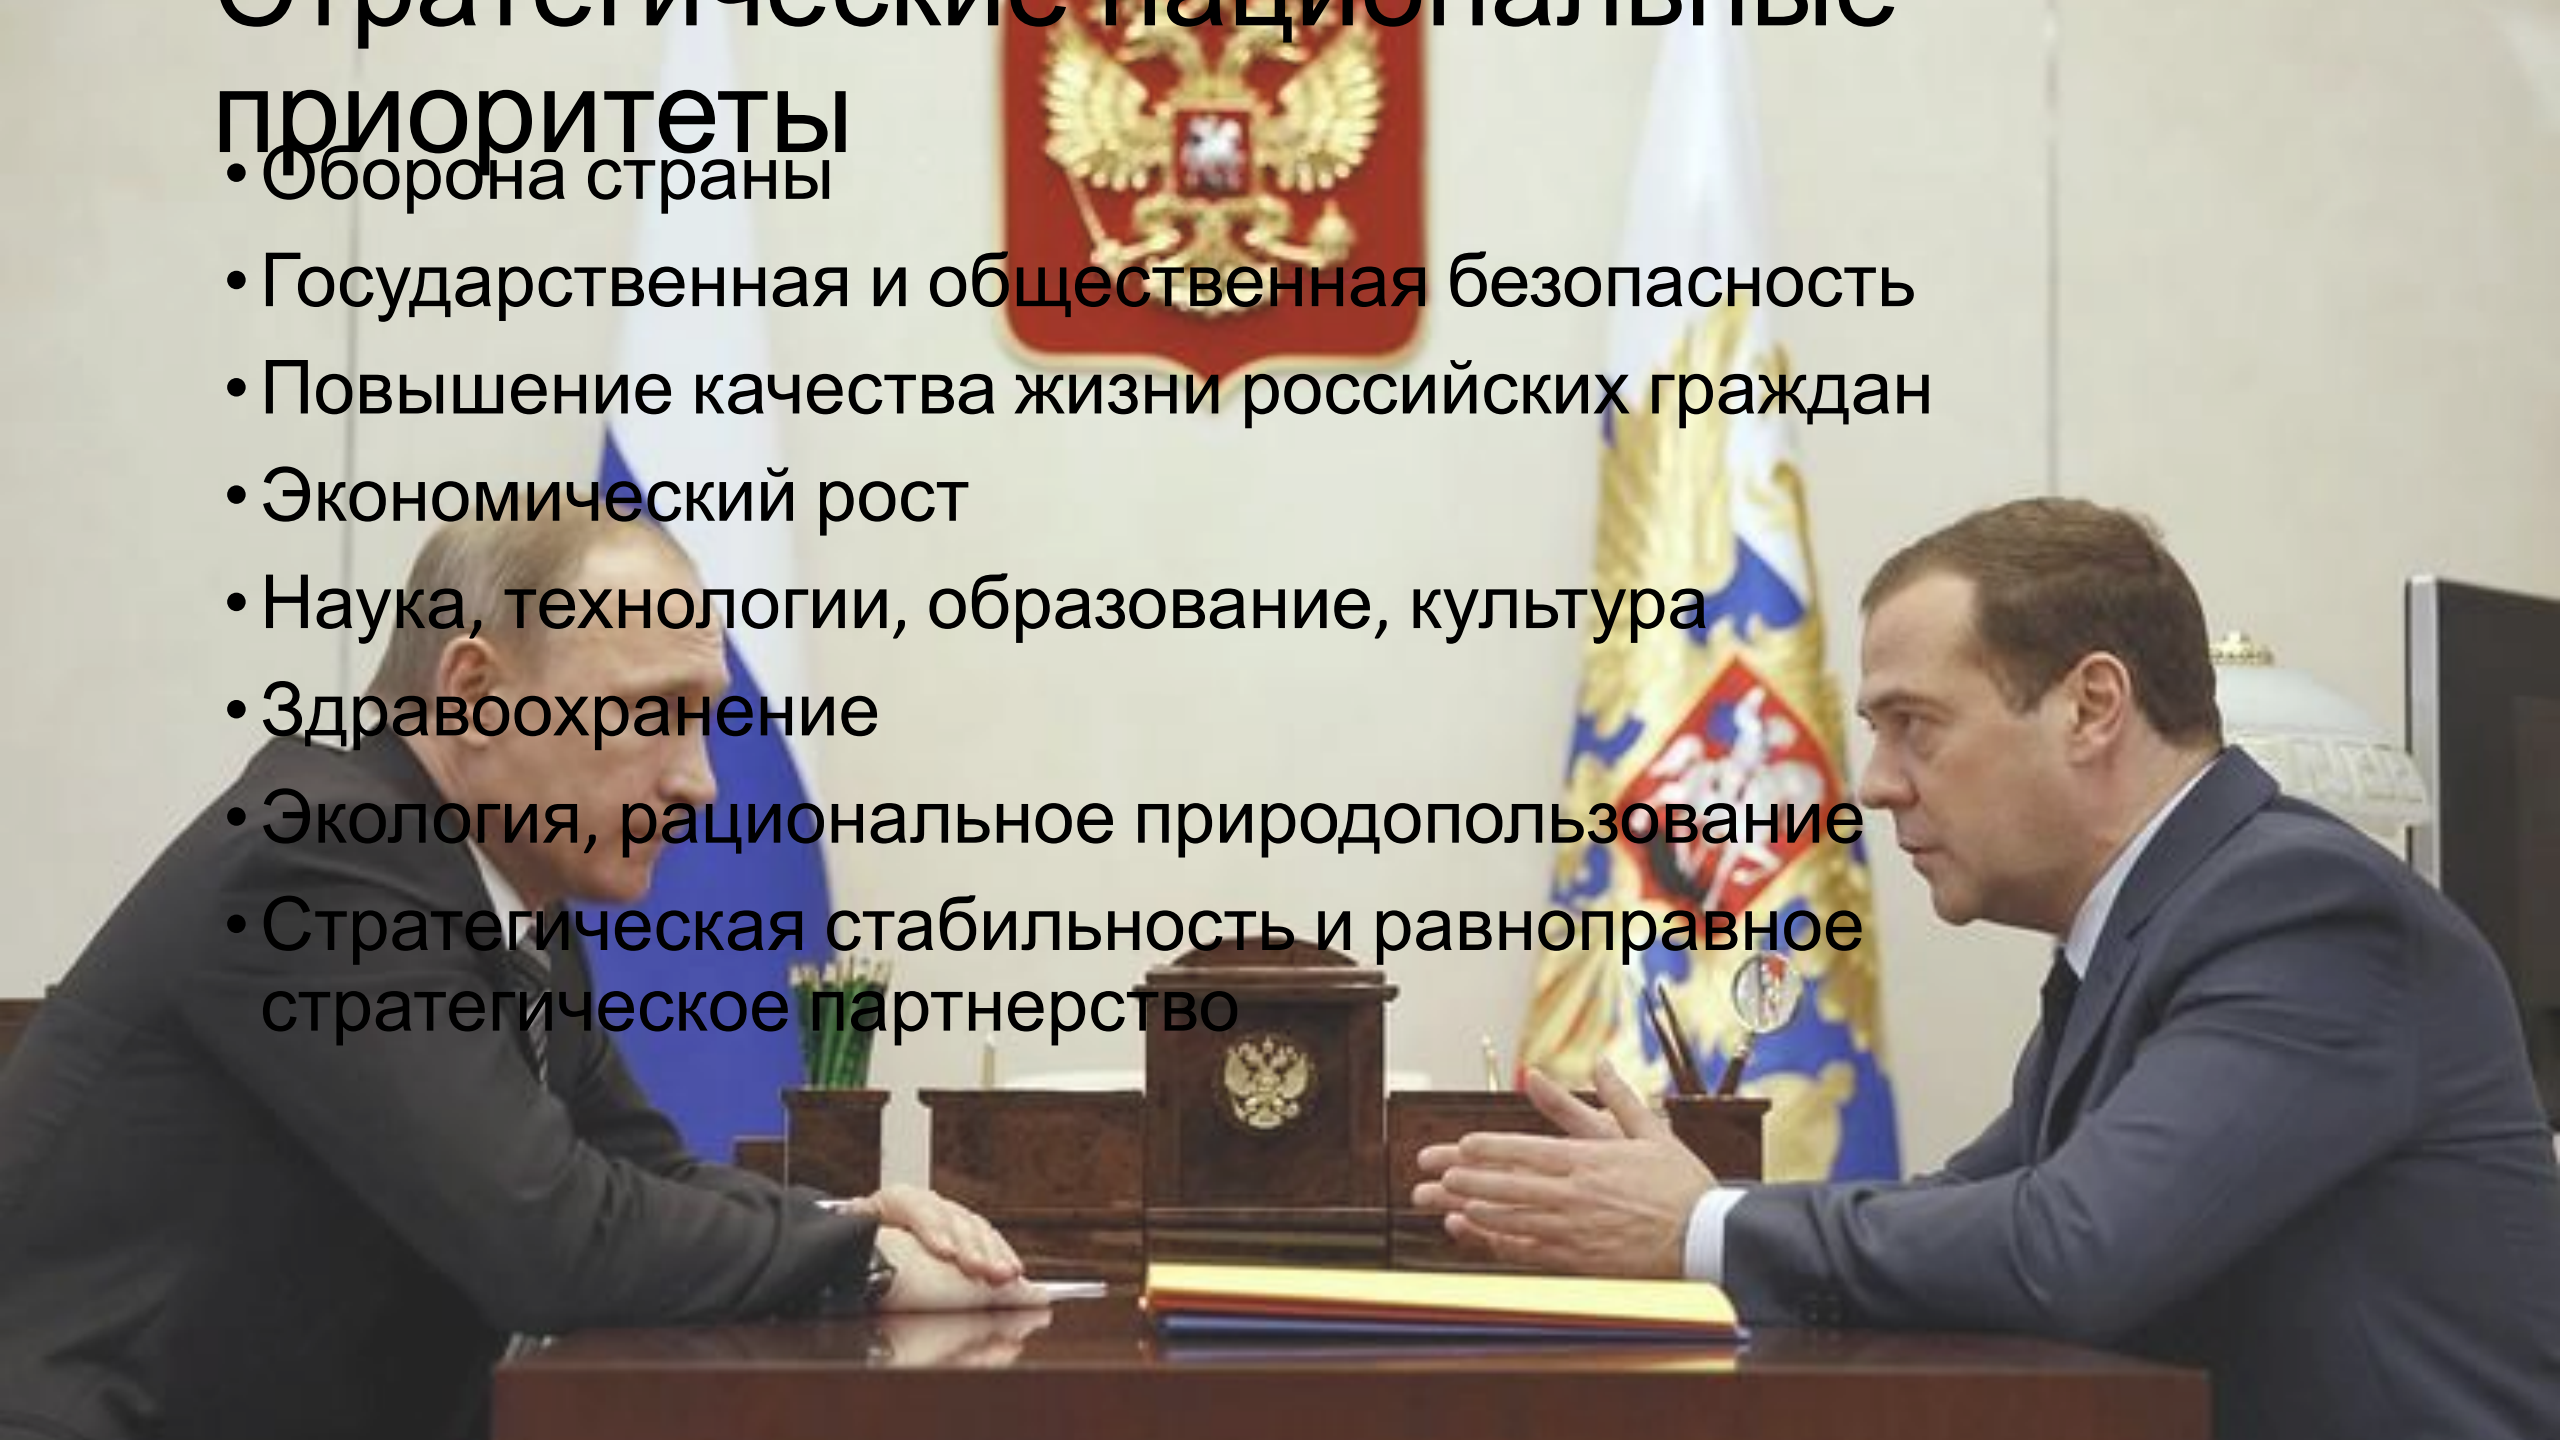 Стратегические национальные
приоритеты
• Оборона страны
• Государственная и общественная безопасность
• Повышение качества жизни российских граждан
• Экономический рост
• Наука, технологии, образование, культура
• Здравоохранение
• Экология, рациональное природопользование
• Стратегическая стабильность и равноправное
стратегическое партнерство